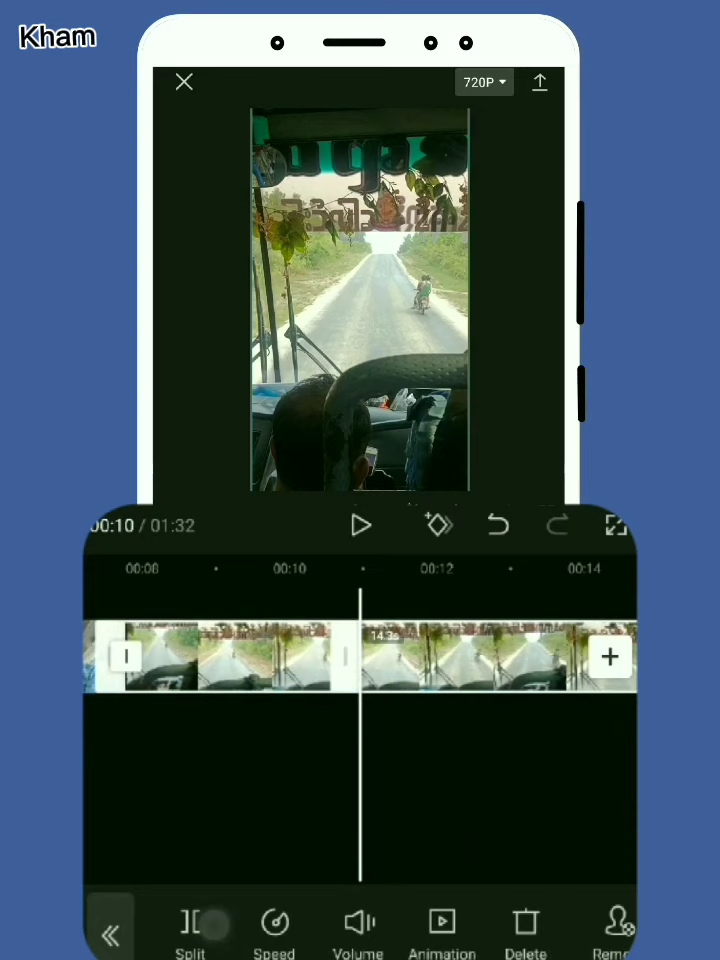 Kham
720P
00:10 / 01:32
00:08
00:10
00:12
00:14
14.3s
Split
Speed
Volume
Animation
Delete
Remo